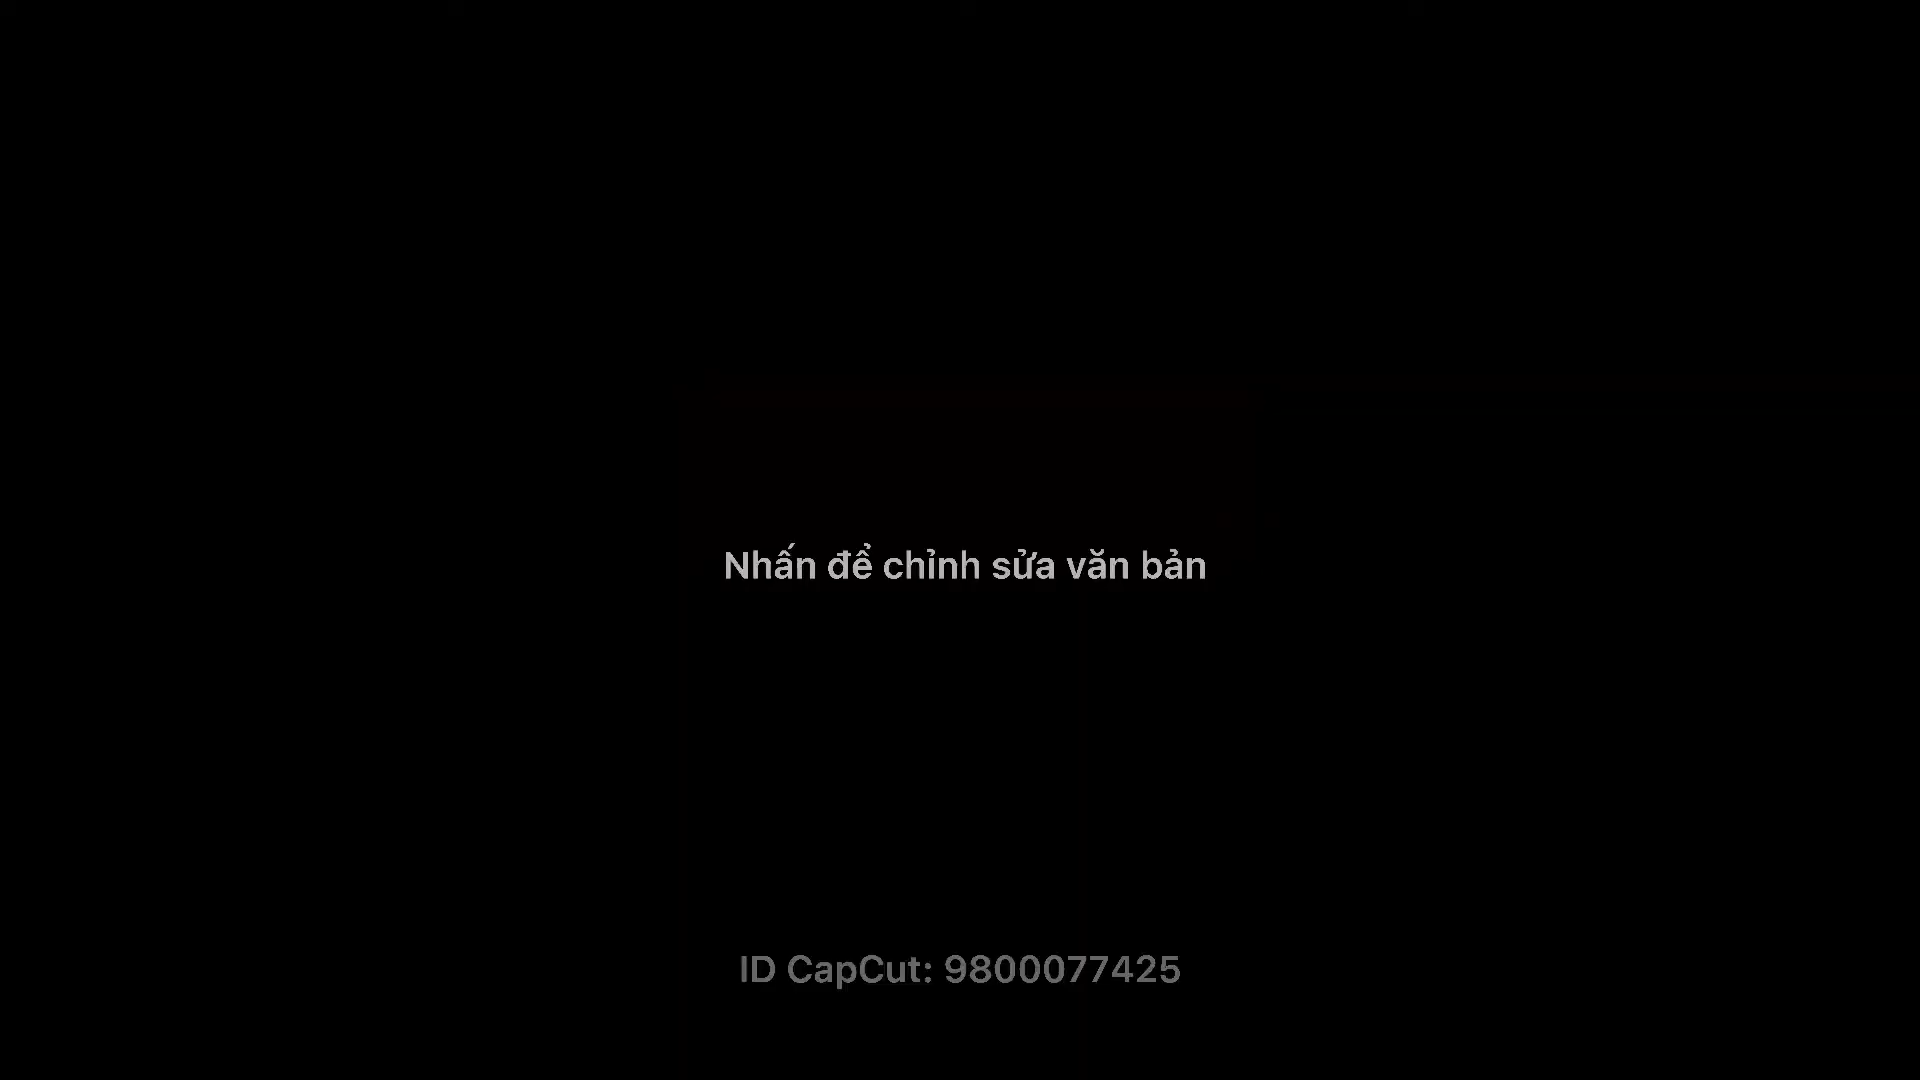 Nhấn để chỉnh sửa văn bản
ID CapCut: 9800077425